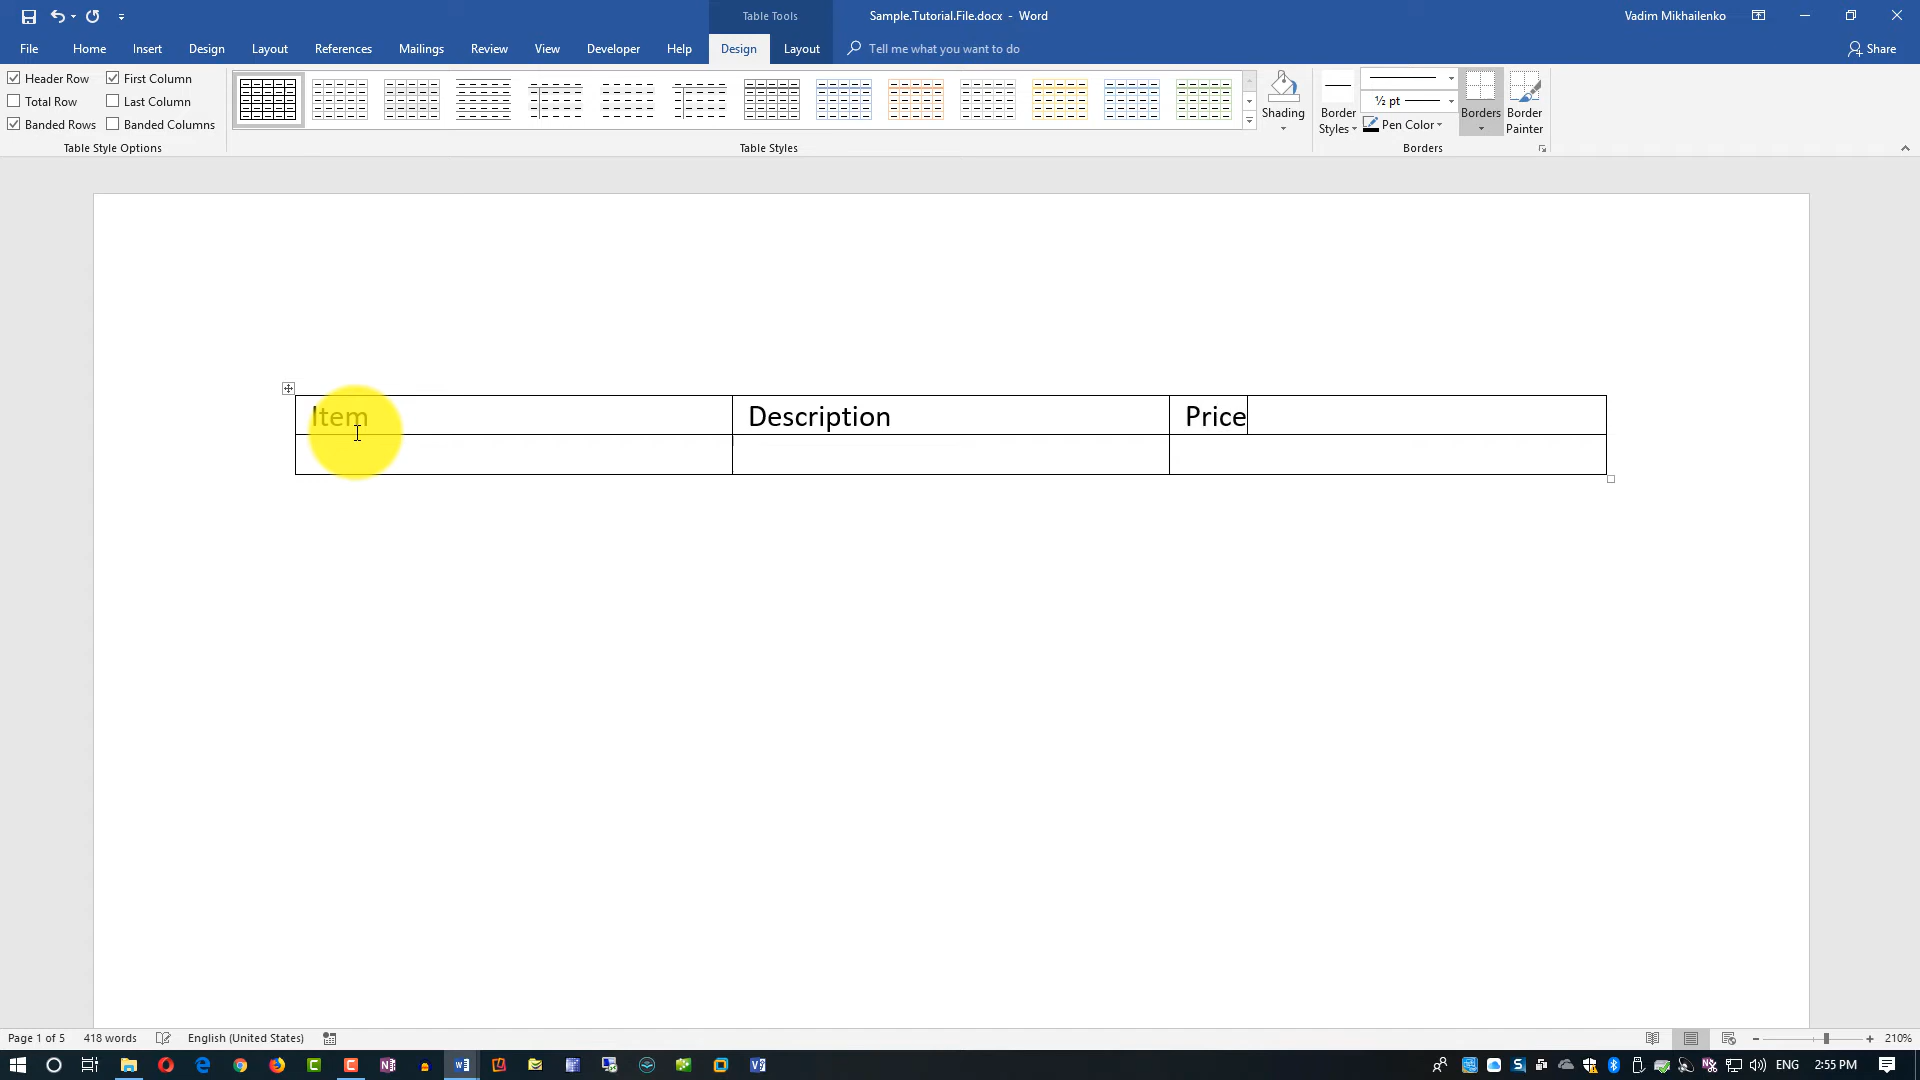 Table Tools
Sample.Tutorial.File.docx - Word
Vadim Mikhailenko
File Home Insert Design Layout References Mailings Review View Developer Help Design Layout Tell me what you want to do Share
Header Row First Column
Total Row Last Column
Banded Rows Banded Columns
Table Style Options
Table Styles
Shading
Border Styles
½ pt
Pen Color
Borders
Border Painter
Borders
Item Description Price
Page 1 of 5 418 words English (United States) 210%
ENG 2:55 PM